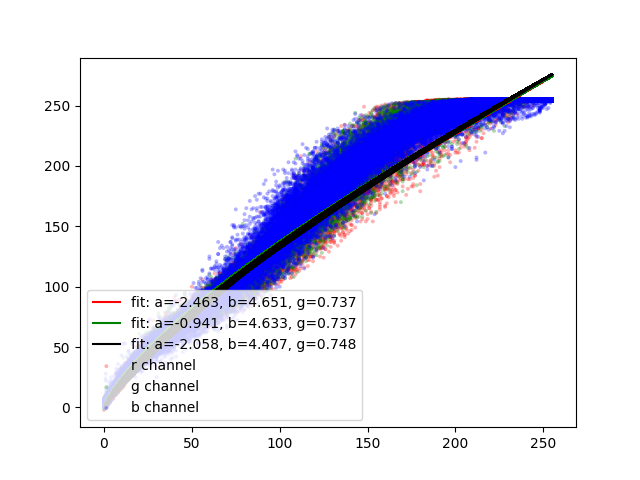 250
200
150
100
50
0
fit: a=-2.463, b=4.651, g=0.737
fit: a=-0.941, b=4.633, g=0.737
fit: a=-2.058, b=4.407, g=0.748
r channel
g channel
b channel
0 50 100 150 200 250